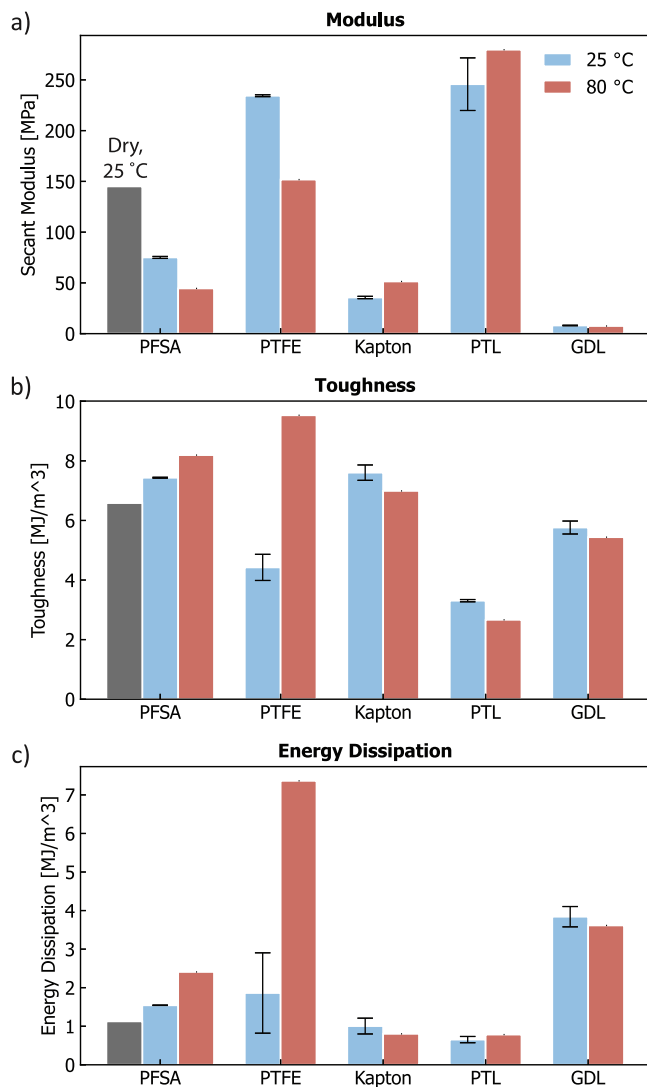 a)
Modulus
25 °C
80 °C
Dry,
25 ˚C
Secant Modulus [MPa]
250
200
150
100
50
0
PFSA PTFE Kapton PTL GDL
b)
Toughness
Toughness [MJ/m^3]
10
8
6
4
2
0
PFSA PTFE Kapton PTL GDL
c)
Energy Dissipation
Energy Dissipation [MJ/m^3]
7
6
5
4
3
2
1
0
PFSA PTFE Kapton PTL GDL